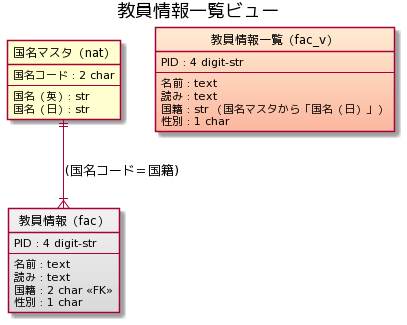 教員情報一覧ビュー
国名マスタ（nat）
国名コード : 2 char
国名（英）: str
国名（日）: str
教員情報一覧（fac_v）
PID : 4 digit-str
名前 : text
読み : text
国籍 : str （国名マスタから「国名（日）」）
性別 : 1 char
(国名コード＝国籍)
教員情報（fac）
PID : 4 digit-str
名前 : text
読み : text
国籍 : 2 char «FK»
性別 : 1 char